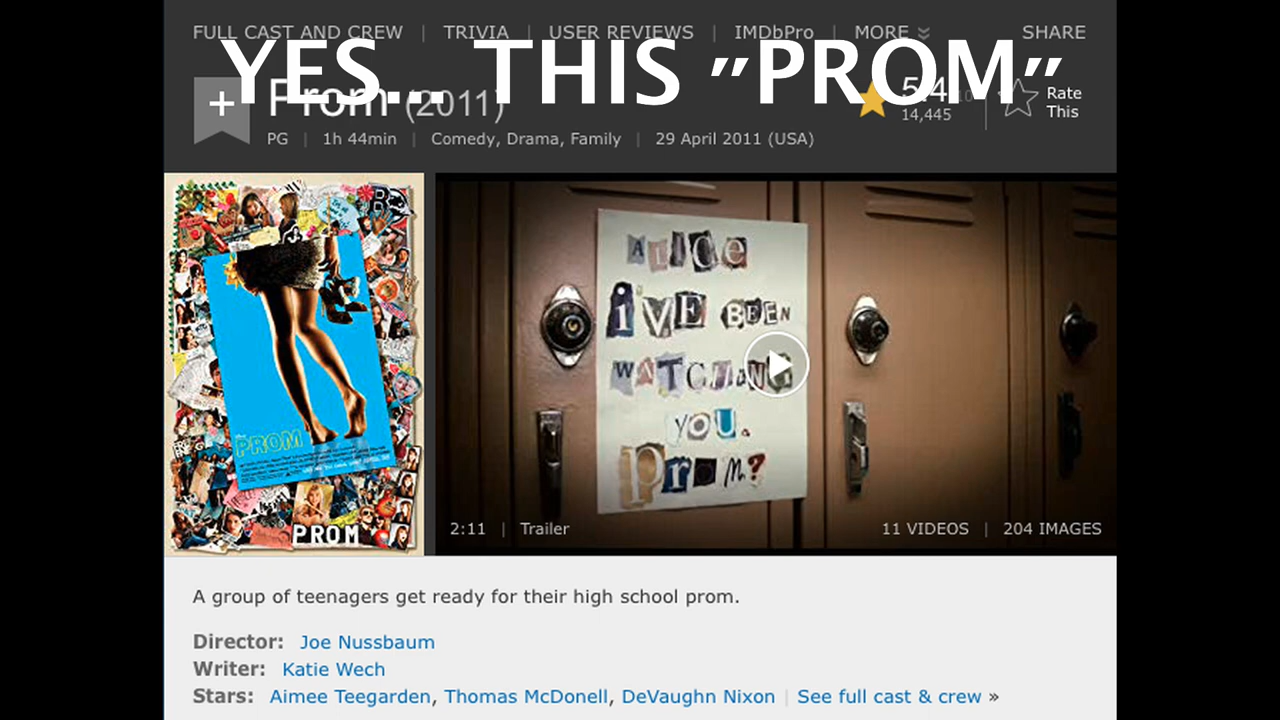 FULL CAST AND CREW | TRIVIA | USER REVIEWS | IMDbPro | MORE SHARE
YES... THIS "PROM"
+ Prom (2011) 5.4 Rate This
14,445
PG | 1h 44min | Comedy, Drama, Family | 29 April 2011 (USA)
ALICE
I'VE BEEN
WATCHING
YOU.
Prom?
PROM
PROM
2:11 | Trailer 11 VIDEOS | 204 IMAGES
A group of teenagers get ready for their high school prom.
Director: Joe Nussbaum
Writer: Katie Wech
Stars: Aimee Teegarden, Thomas McDonell, DeVaughn Nixon | See full cast & crew »